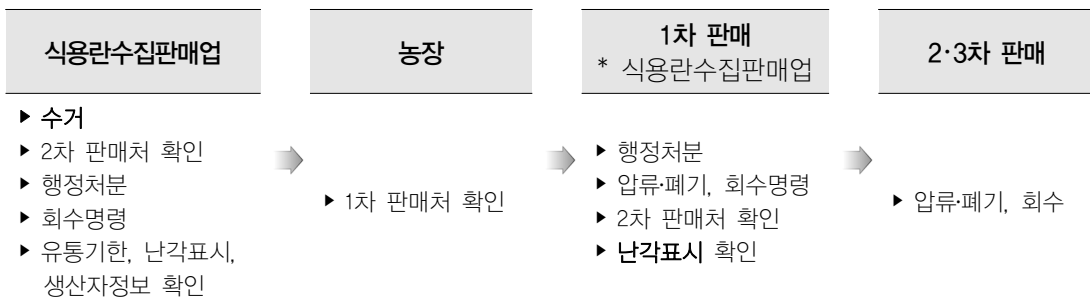 식용란수집판매업
▶ 수거
▶ 2차 판매처 확인
▶ 행정처분
▶ 회수명령
▶ 유통기한, 난각표시,
생산자정보 확인
농장
▶ 1차 판매처 확인
1차 판매
* 식용란수집판매업
▶ 행정처분
▶ 압류·폐기, 회수명령
▶ 2차 판매처 확인
▶ 난각표시 확인
2·3차 판매
▶ 압류·폐기, 회수